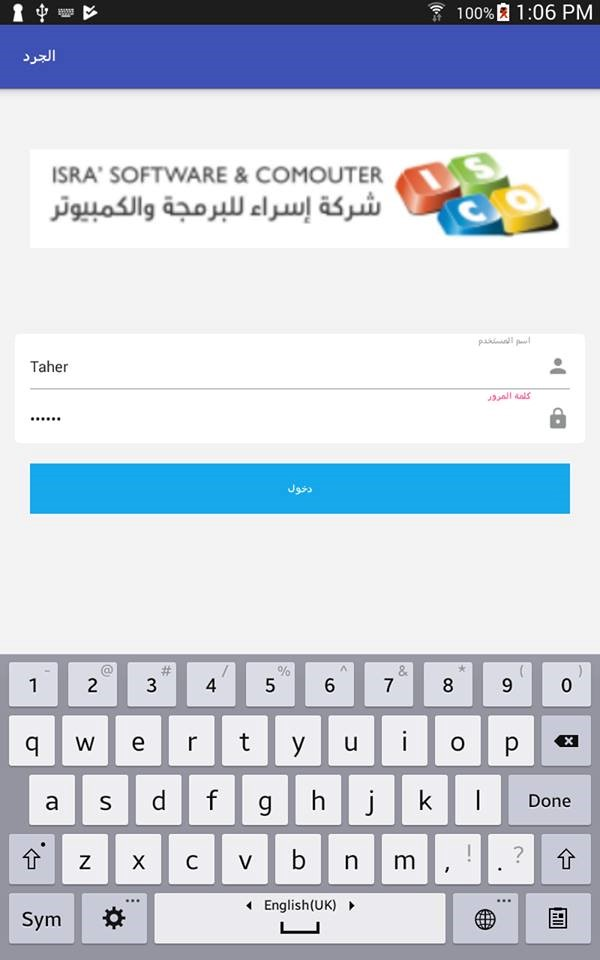 100% 1:06 PM
الجرد
ISRA' SOFTWARE & COMOUTER
شركة إسراء للبرمجة والكمبيوتر
ISCO
اسم المستخدم
Taher
كلمة المرور
••••••
دخول
1 - 2 @ 3 # 4 / 5 % 6 ^ 7 & 8 * 9 ( 0 )
q w e r t y u i o p
a s d f g h j k l Done
z x c v b n m , ! . ?
Sym English(UK)